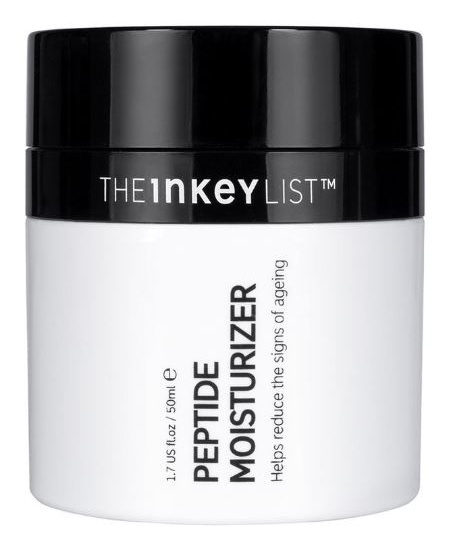 THE INKEY LIST™
PEPTIDE
MOISTURIZER
Helps reduce the signs of ageing
1.7 US fl.oz / 50ml ℮